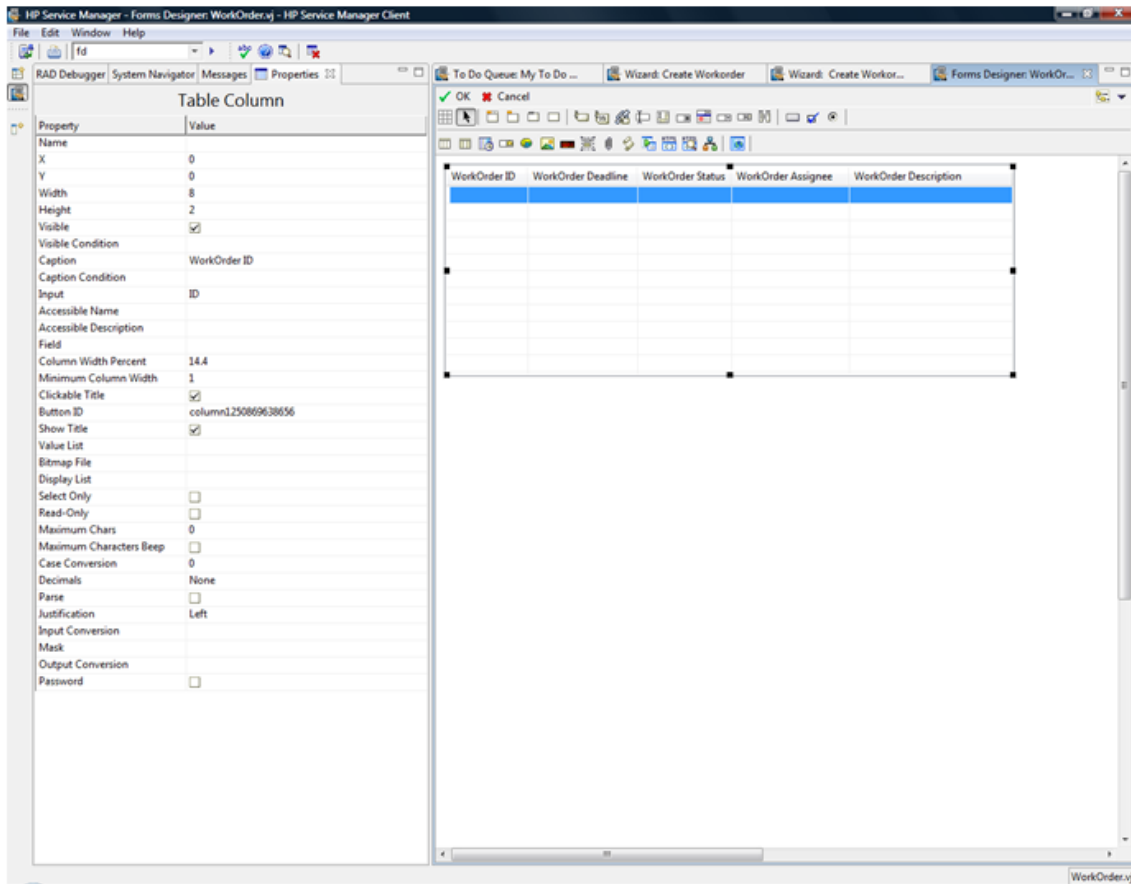 HP Service Manager - Forms Designer: WorkOrder.vj - HP Service Manager Client
File Edit Window Help
fd
RAD Debugger System Navigator Messages Properties
Table Column
Property Value
Name
X 0
Y 0
Width 8
Height 2
Visible
Visible Condition
Caption WorkOrder ID
Caption Condition
Input ID
Accessible Name
Accessible Description
Field
Column Width Percent 14.4
Minimum Column Width 1
Clickable Title
Button ID column1250869638656
Show Title
Value List
Bitmap File
Display List
Select Only
Read-Only
Maximum Chars 0
Maximum Characters Beep
Case Conversion 0
Decimals None
Parse
Justification Left
Input Conversion
Mask
Output Conversion
Password
To Do Queue: My To Do ... Wizard: Create Workorder Wizard: Create Workor... Forms Designer: WorkOr...
OK Cancel
WorkOrder ID WorkOrder Deadline WorkOrder Status WorkOrder Assignee WorkOrder Description
WorkOrder.vj